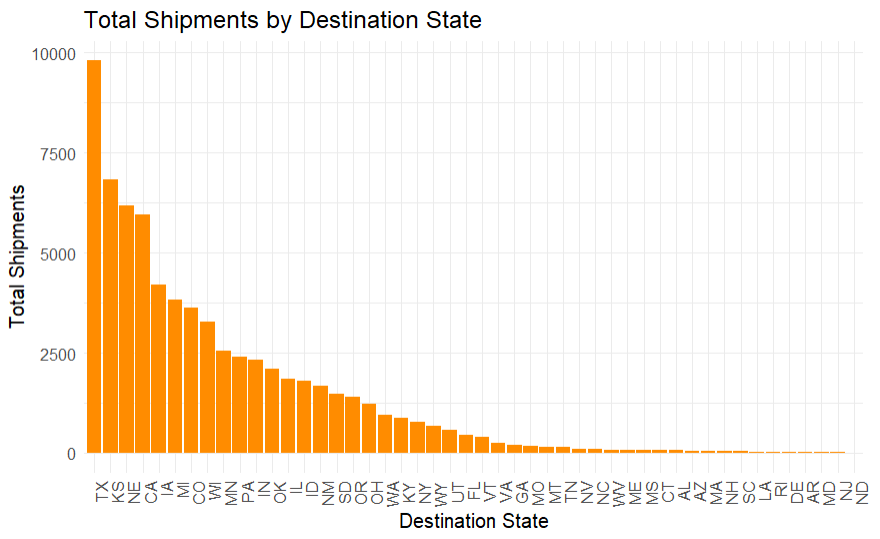 Total Shipments by Destination State
Total Shipments
10000
7500
5000
2500
0
TX KS NE CA IA MI CO WI MN PA IN OK IL ID NM SD OR OH WA KY NY WY UT FL VT VA GA MO MT TN NV NC WV ME MS CT AL AZ MA NH SC LA RI DE AR MD NJ ND
Destination State